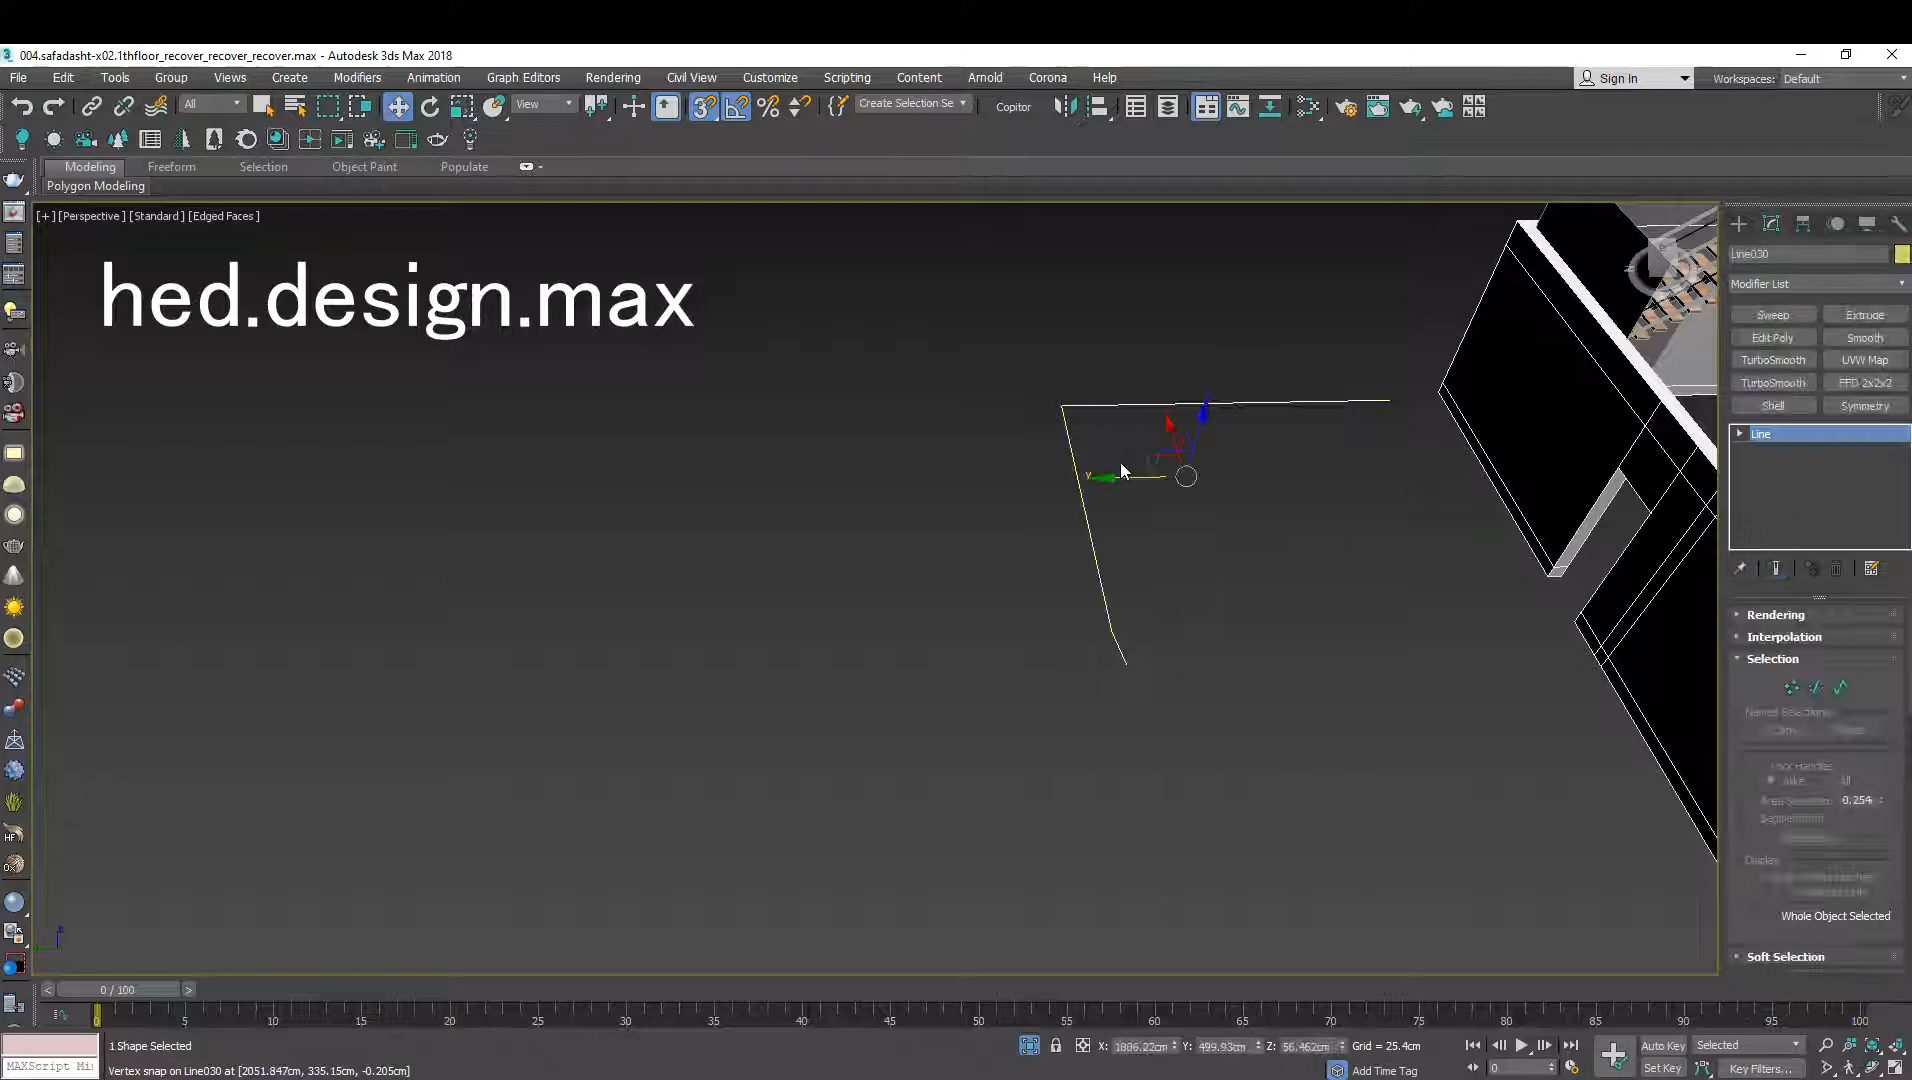 004.safadasht-x02.1thfloor_recover_recover_recover.max - Autodesk 3ds Max 2018
File Edit Tools Group Views Create Modifiers Animation Graph Editors Rendering Civil View Customize Scripting Content Arnold Corona Help Sign In Workspaces: Default
All View Create Selection Se Copitor
Modeling Freeform Selection Object Paint Populate
Polygon Modeling
[+] [Perspective] [Standard] [Edged Faces]
hed.design.max
y
Line030
Modifier List
Sweep Extrude
Edit Poly Smooth
TurboSmooth UVW Map
TurboSmooth FFD 2x2x2
Shell Symmetry
Line
Rendering
Interpolation
Selection
0.254
Display
Whole Object Selected
Soft Selection
0 / 100
0 5 10 15 20 25 30 35 40 45 50 55 60 65 70 75 80 85 90 95 100
1 Shape Selected X: 1886.22cm Y: 499.93cm Z: 56.462cm Grid = 25.4cm Auto Key Selected
MAXScript Mi Vertex snap on Line030 at [2051.847cm, 335.15cm, -0.205cm] Add Time Tag 0 Set Key Key Filters...